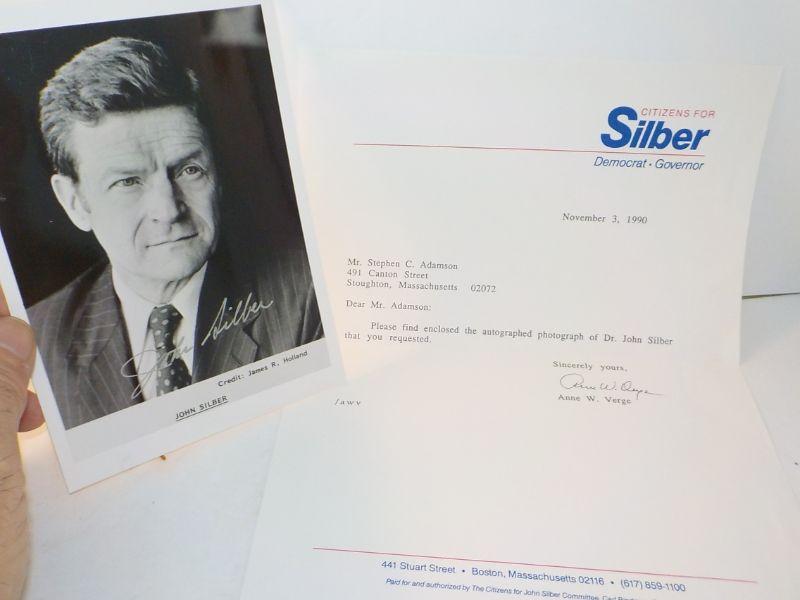 John Silber
Credit: James R. Holland
JOHN SILBER
CITIZENS FOR
Silber
Democrat • Governor
November 3, 1990
Mr. Stephen C. Adamson
491 Canton Street
Stoughton, Massachusetts 02072
Dear Mr. Adamson:
Please find enclosed the autographed photograph of Dr. John Silber
that you requested.
Sincerely yours,
Anne W. Verge
Anne W. Verge
/awv
441 Stuart Street • Boston, Massachusetts 02116 • (617) 859-1100
Paid for and authorized by The Citizens for John Silber Committee,